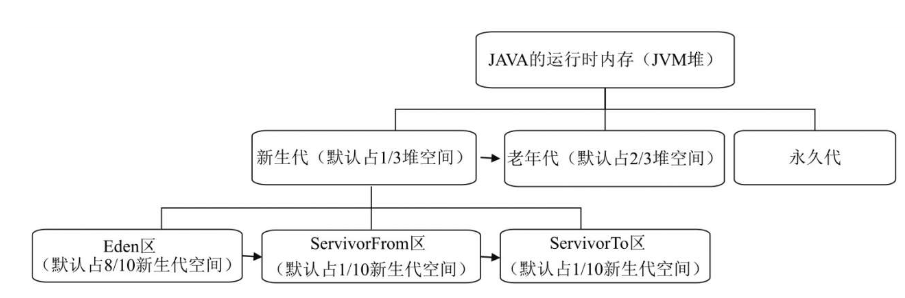 JAVA的运行时内存（JVM堆）
新生代（默认占1/3堆空间）
老年代（默认占2/3堆空间）
永久代
Eden区
（默认占8/10新生代空间）
ServivorFrom区
（默认占1/10新生代空间）
ServivorTo区
（默认占1/10新生代空间）